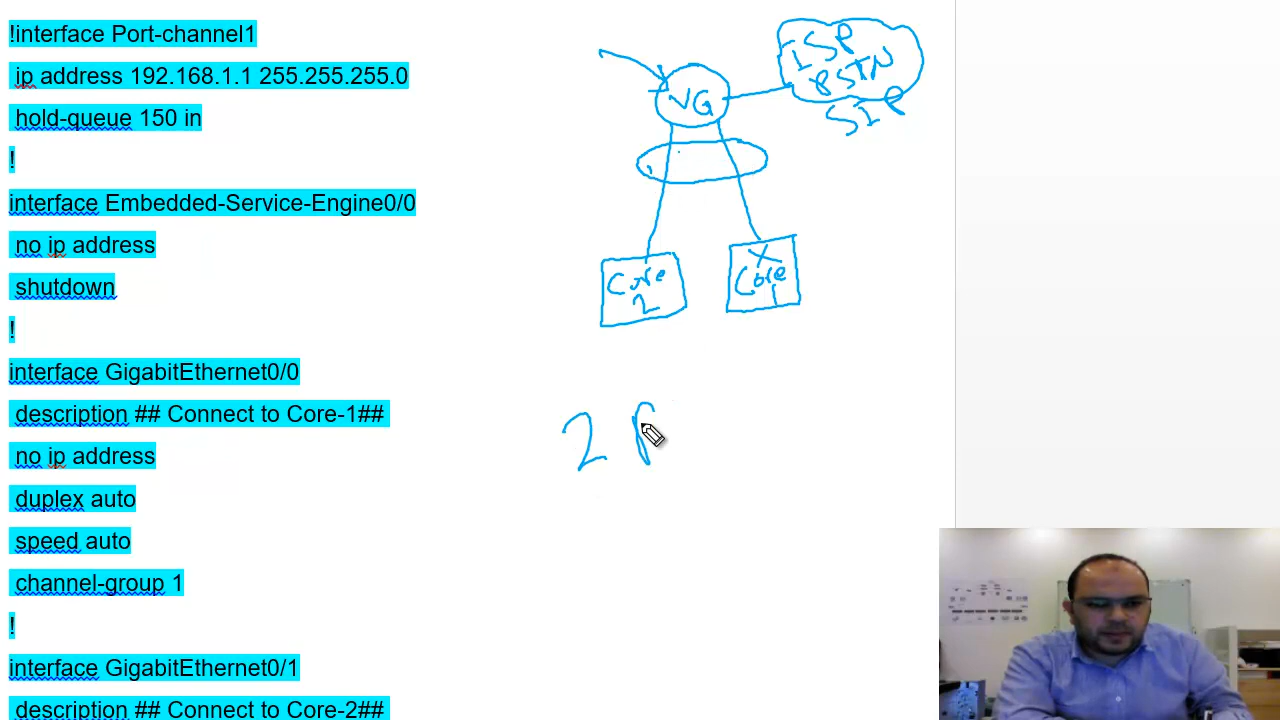 !interface Port-channel1
ip address 192.168.1.1 255.255.255.0
hold-queue 150 in
!
interface Embedded-Service-Engine0/0
no ip address
shutdown
!
interface GigabitEthernet0/0
description ## Connect to Core-1##
no ip address
duplex auto
speed auto
channel-group 1
!
interface GigabitEthernet0/1
description ## Connect to Core-2##
ISP
PSTN
SIP
VG
Core
2
X
Core
1
2